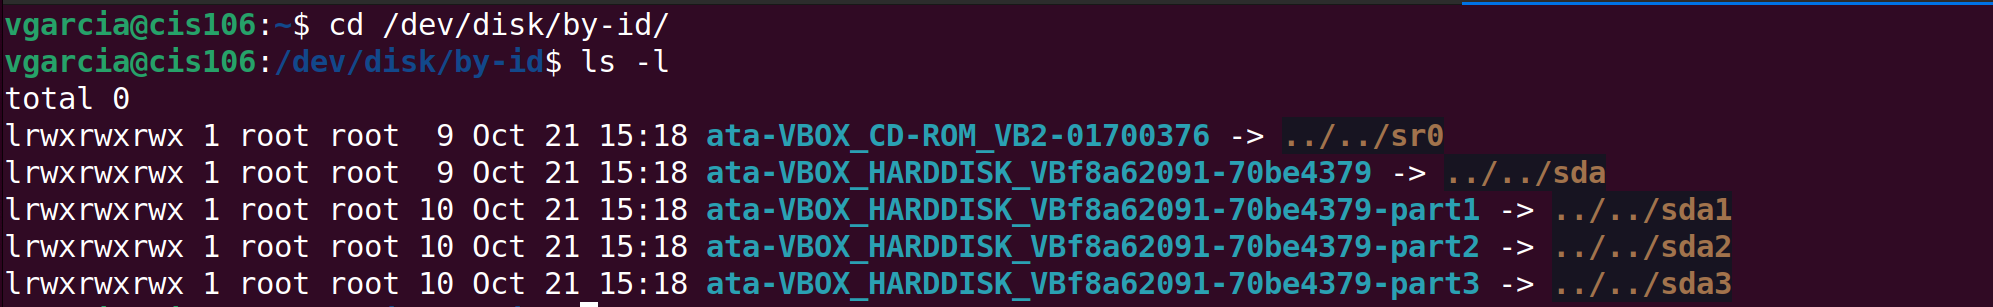 vgarcia@cis106:~$ cd /dev/disk/by-id/
vgarcia@cis106:/dev/disk/by-id$ ls -l
total 0
lrwxrwxrwx 1 root root  9 Oct 21 15:18 ata-VBOX_CD-ROM_VB2-01700376 -> ../../sr0
lrwxrwxrwx 1 root root  9 Oct 21 15:18 ata-VBOX_HARDDISK_VBf8a62091-70be4379 -> ../../sda
lrwxrwxrwx 1 root root 10 Oct 21 15:18 ata-VBOX_HARDDISK_VBf8a62091-70be4379-part1 -> ../../sda1
lrwxrwxrwx 1 root root 10 Oct 21 15:18 ata-VBOX_HARDDISK_VBf8a62091-70be4379-part2 -> ../../sda2
lrwxrwxrwx 1 root root 10 Oct 21 15:18 ata-VBOX_HARDDISK_VBf8a62091-70be4379-part3 -> ../../sda3